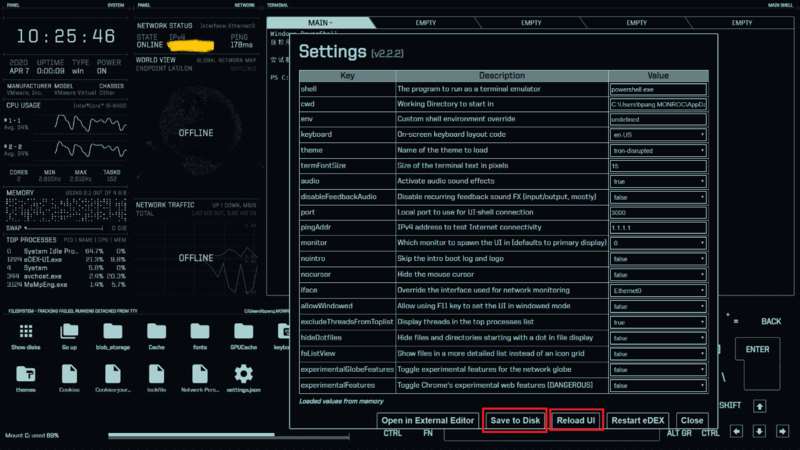 PANEL SYSTEM
PANEL NETWORK
TERMINAL MAIN SHELL
10:25:46
2020 UPTIME TYPE POWER
APR 7 0:00:09 win ON
MANUFACTURER MODEL CHASSIS
VMware, Inc. VMware Virtual Other
CPU USAGE Intel® Core™ i5-8400
# 1 - 1
Avg. 34%
# 2 - 2
Avg. 34%
CORES MIN MAX TASKS
2 2.81GHz 2.81GHz 152
MEMORY
SWAP 0 GiB
TOP PROCESSES PID | NAME | CPU | MEM
0 System Idle Pro... 64.7% 0%
1224 eDEX-UI.exe 21.3% 9.8%
4 System 5.8% 0%
344 svchost.exe 2.4% 20.3%
3124 MsMpEng.exe 1.4% 5.7%
NETWORK STATUS Interface: Ethernet0
STATE IPv4 PING
ONLINE 178ms
WORLD VIEW GLOBAL NETWORK MAP
ENDPOINT LAT/LON (OFFLINE)
OFFLINE
NETWORK TRAFFIC UP / DOWN, MB/S
TOTAL
OFFLINE
MAIN - EMPTY EMPTY EMPTY EMPTY
Windows PowerShell
PS C:
Settings (v2.2.2)
Key Description Value
shell The program to run as a terminal emulator powershell.exe
cwd Working Directory to start in C:\Users\bpang.MONROC\AppDa
env Custom shell environment override undefined
keyboard On-screen keyboard layout code en-US
theme Name of the theme to load tron-disrupted
termFontSize Size of the terminal text in pixels 15
audio Activate audio sound effects true
disableFeedbackAudio Disable recurring feedback sound FX (input/output, mostly) false
port Local port to use for UI-shell connection 3000
pingAddr IPv4 address to test Internet connectivity 1.1.1.1
monitor Which monitor to spawn the UI in (defaults to primary display) 0
nointro Skip the intro boot log and logo false
nocursor Hide the mouse cursor false
iface Override the interface used for network monitoring Ethernet0
allowWindowed Allow using F11 key to set the UI in windowed mode false
excludeThreadsFromToplist Display threads in the top processes list true
hideDotfiles Hide files and directories starting with a dot in file display false
fsListView Show files in a more detailed list instead of an icon grid false
experimentalGlobeFeatures Toggle experimental features for the network globe false
experimentalFeatures Toggle Chrome's experimental web features (DANGEROUS) false
Loaded values from memory
Open in External Editor Save to Disk Reload UI Restart eDEX Close
FILESYSTEM - TRACKING FAILED, RUNNING DETACHED FROM TTY
Show disks Go up blob_storage Cache fonts GPUCache
themes Cookies Cookies-jour... lockfile Network Pers... settings.json
Mount C: used 69%
+ = BACK
ENTER
] \
SHIFT
CTRL FN ALT GR CTRL